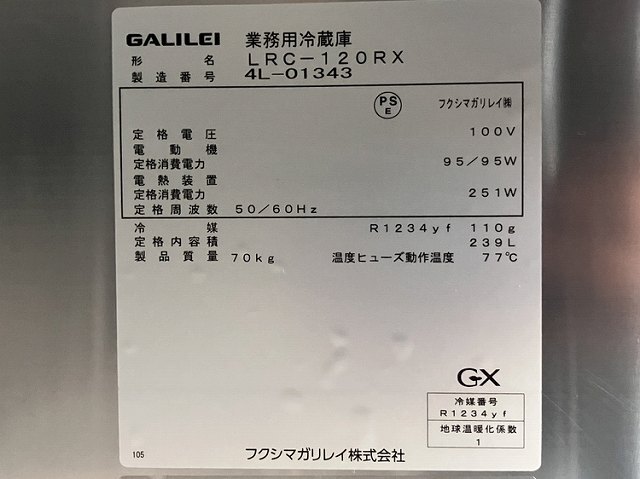 GALILEI 業務用冷蔵庫
形名 LRC-120RX
製造番号 4L-01343
PS E フクシマガリレイ㈱
定格電圧 100V
電動機
定格消費電力 95/95W
電熱装置
定格消費電力 251W
定格周波数 50/60Hz
冷媒 R1234yf 110g
定格内容積 239L
製品質量 70kg 温度ヒューズ動作温度 77℃
GX
冷媒番号
R1234yf
地球温暖化係数
1
105 フクシマガリレイ株式会社